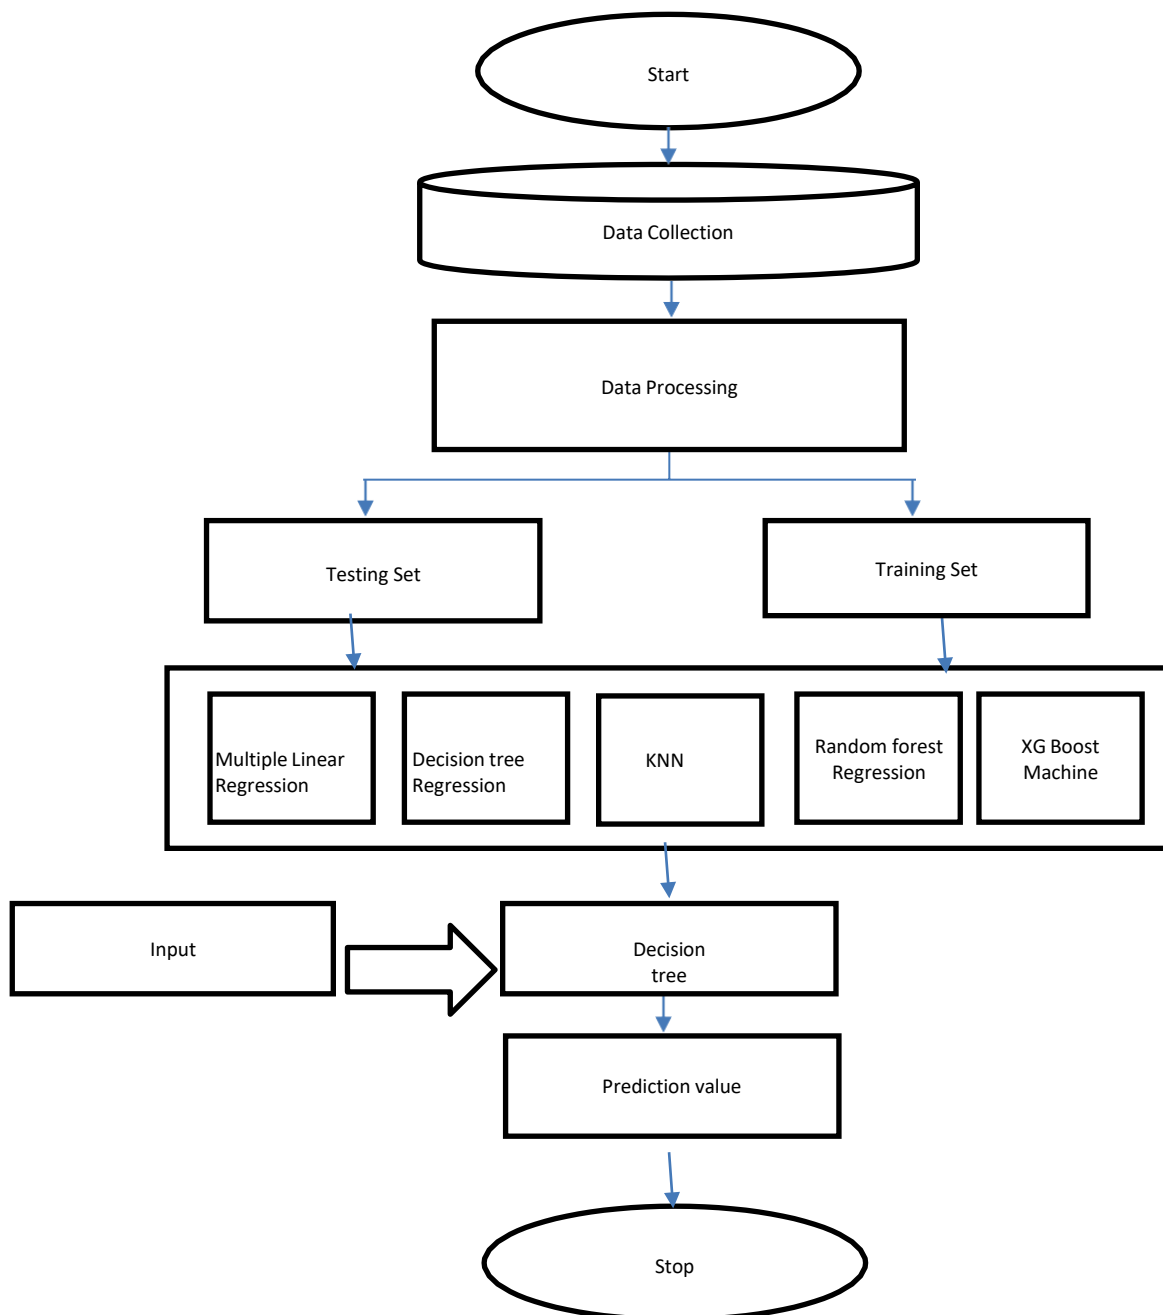 Start
Data Collection
Data Processing
Testing Set
Training Set
Multiple Linear
Regression
Decision tree
Regression
KNN
Random forest
Regression
XG Boost
Machine
Input
Decision
tree
Prediction value
Stop